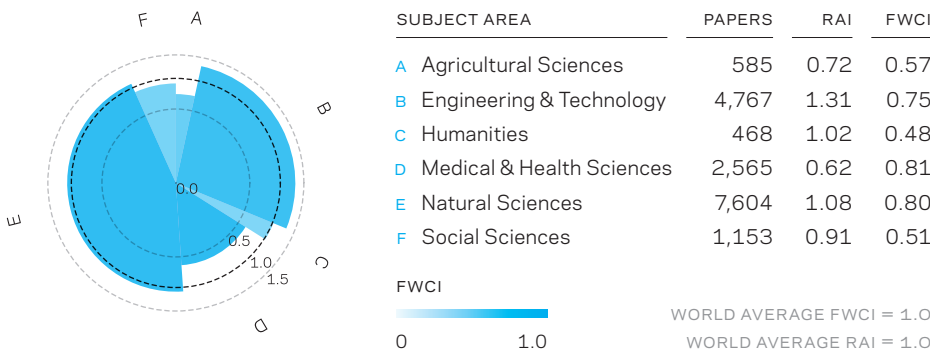 F A
B
E
C
D
0.0
0.5
1.0
1.5
SUBJECT AREA PAPERS RAI FWCI
A Agricultural Sciences 585 0.72 0.57
B Engineering & Technology 4,767 1.31 0.75
C Humanities 468 1.02 0.48
D Medical & Health Sciences 2,565 0.62 0.81
E Natural Sciences 7,604 1.08 0.80
F Social Sciences 1,153 0.91 0.51
FWCI
0 1.0
WORLD AVERAGE FWCI = 1.0
WORLD AVERAGE RAI = 1.0